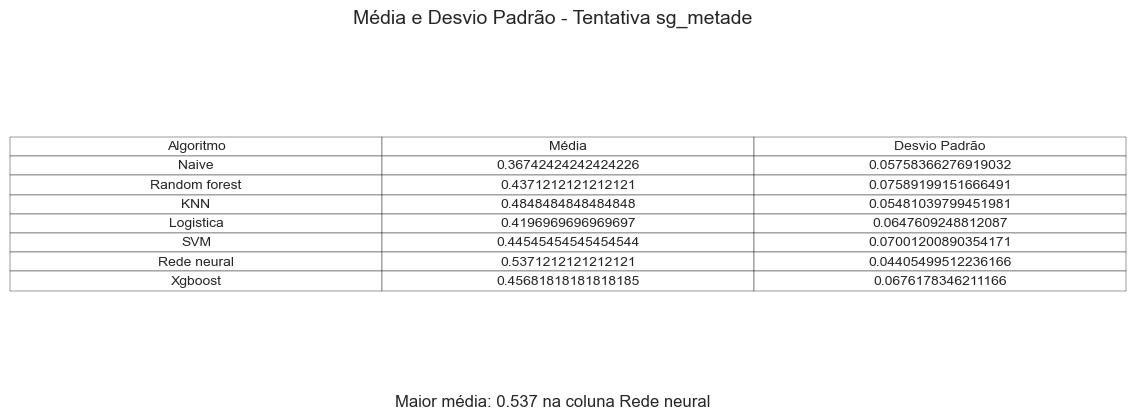 Média e Desvio Padrão - Tentativa sg_metade
Algoritmo Média Desvio Padrão
Naive 0.36742424242424226 0.05758366276919032
Random forest 0.4371212121212121 0.07589199151666491
KNN 0.4848484848484848 0.05481039799451981
Logistica 0.4196969696969697 0.0647609248812087
SVM 0.44545454545454544 0.07001200890354171
Rede neural 0.5371212121212121 0.04405499512236166
Xgboost 0.45681818181818185 0.0676178346211166
Maior média: 0.537 na coluna Rede neural